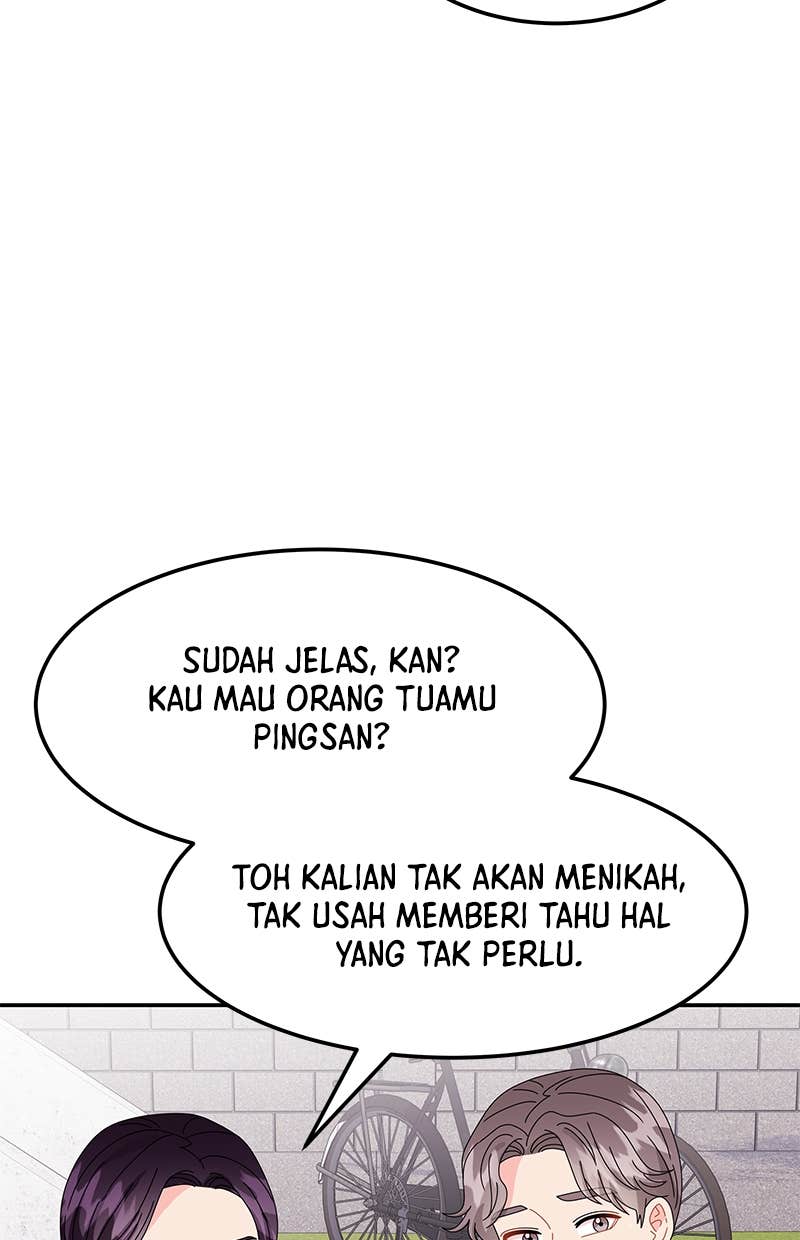 SUDAH JELAS, KAN?
KAU MAU ORANG TUAMU
PINGSAN?
TOH KALIAN TAK AKAN MENIKAH,
TAK USAH MEMBERI TAHU HAL
YANG TAK PERLU.